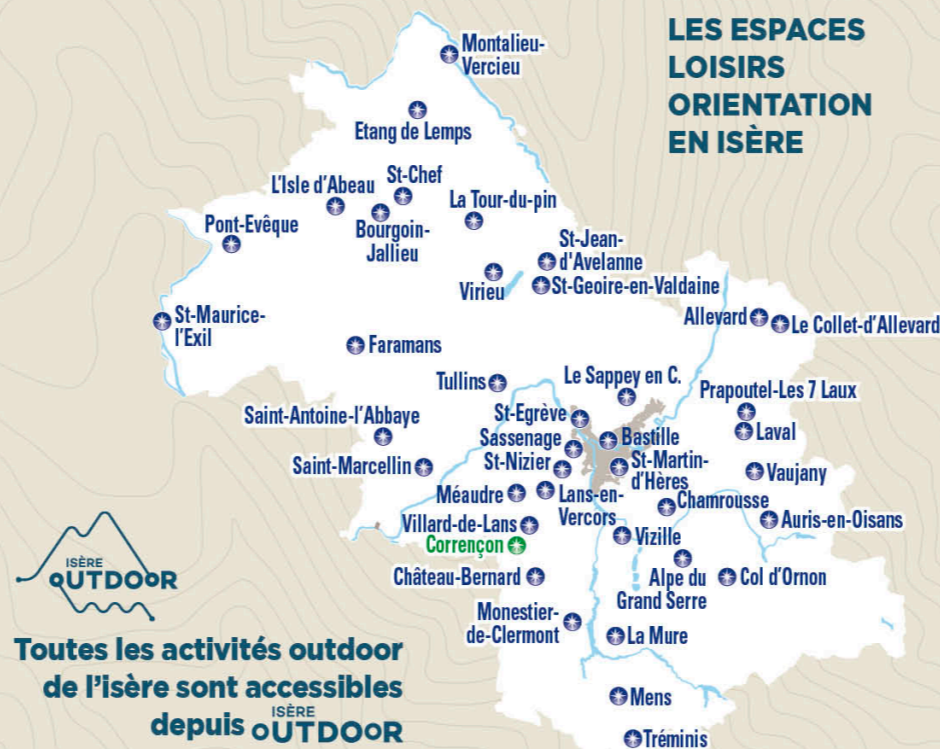 LES ESPACES
LOISIRS
ORIENTATION
EN ISÈRE
Montalieu-
Vercieu
Etang de Lemps
L'Isle d'Abeau
St-Chef
La Tour-du-pin
Pont-Evêque
Bourgoin-
Jallieu
St-Jean-
d'Avelanne
Virieu
St-Geoire-en-Valdaine
St-Maurice-
l'Exil
Allevard
Le Collet-d'Allevard
Faramans
Tullins
Le Sappey en C.
Prapoutel-Les 7 Laux
Saint-Antoine-l'Abbaye
St-Egrève
Bastille
Laval
Sassenage
Saint-Marcellin
St-Nizier
St-Martin-
d'Hères
Vaujany
Méaudre
Lans-en-
Vercors
Chamrousse
Villard-de-Lans
Auris-en-Oisans
Corrençon
Vizille
Château-Bernard
Alpe du
Grand Serre
Col d'Ornon
Monestier-
de-Clermont
La Mure
Mens
Tréminis
ISÈRE
OUTDOOR
Toutes les activités outdoor
de l'isère sont accessibles
depuis ISÈRE OUTDOOR